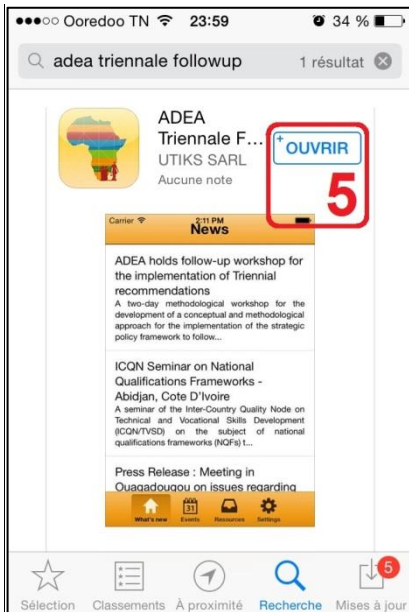 Ooredoo TN 23:59 34 %
adea triennale followup 1 résultat
ADEA
Triennale F...
UTIKS SARL
Aucune note
+OUVRIR
5
Carrier 2:11 PM
News
ADEA holds follow-up workshop for
the implementation of Triennial
recommendations
A two-day methodological workshop for the
development of a conceptual and methodological
approach for the implementation of the strategic
policy framework to follow...
ICQN Seminar on National
Qualifications Frameworks -
Abidjan, Cote D'Ivoire
A seminar of the Inter-Country Quality Node on
Technical and Vocational Skills Development
(ICQN/TVSD) on the subject of national
qualifications frameworks (NQFs) t...
Press Release : Meeting in
Ouagadougou on issues regarding
31
What's new Events Resources Settings
5
Sélection Classements À proximité Recherche Mises à jour